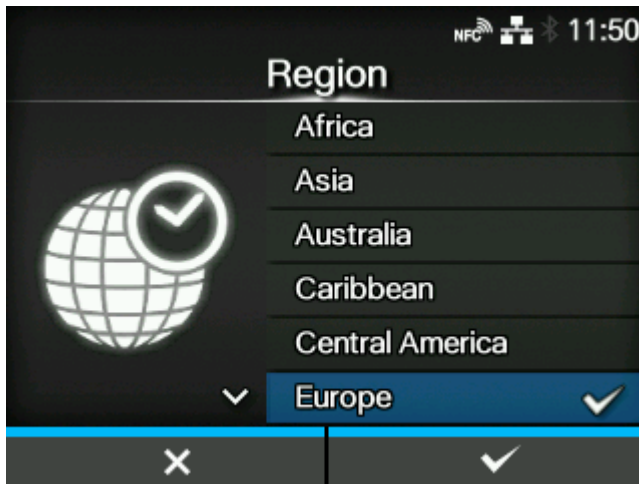 NFC 11:50
Region
Africa
Asia
Australia
Caribbean
Central America
Europe